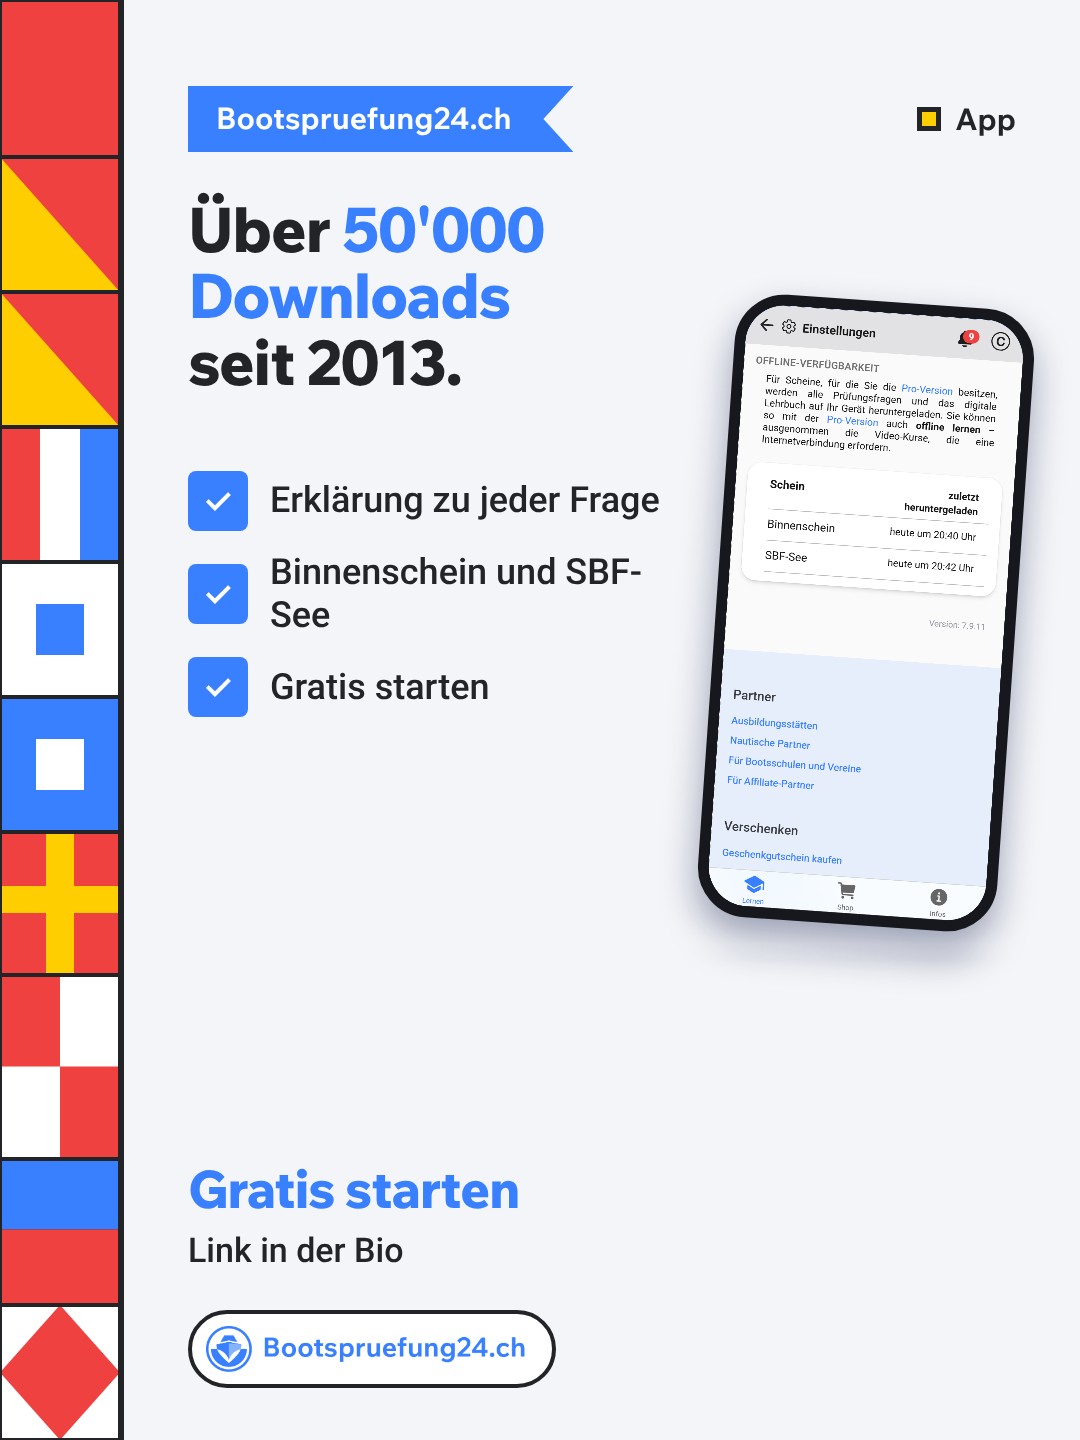 Bootspruefung24.ch
App
Über 50'000
Downloads
seit 2013.
Erklärung zu jeder Frage
Binnenschein und SBF-
See
Gratis starten
Einstellungen
9
C
OFFLINE-VERFÜGBARKEIT
Für Scheine, für die Sie die Pro-Version besitzen,
werden alle Prüfungsfragen und das digitale
Lehrbuch auf Ihr Gerät heruntergeladen. Sie können
so mit der Pro-Version auch offline lernen –
ausgenommen die Video-Kurse, die eine
Internetverbindung erfordern.
Schein
zuletzt
heruntergeladen
Binnenschein
heute um 20:40 Uhr
SBF-See
heute um 20:42 Uhr
Version: 7.9.11
Partner
Ausbildungsstätten
Nautische Partner
Für Bootsschulen und Vereine
Für Affiliate-Partner
Verschenken
Geschenkgutschein kaufen
Lernen
Shop
Infos
Gratis starten
Link in der Bio
Bootspruefung24.ch